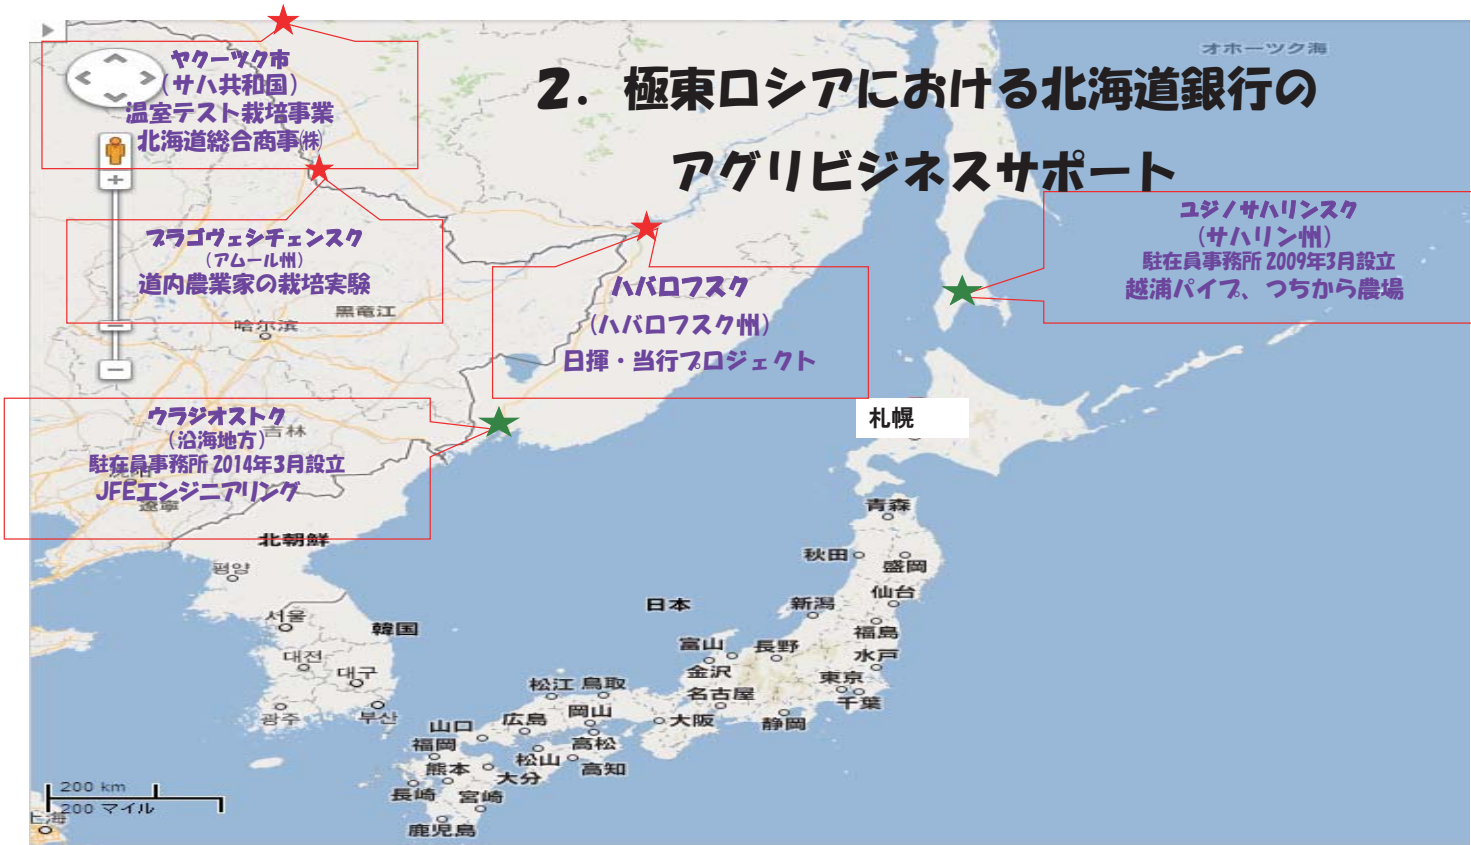 オホーツク海
2. 極東ロシアにおける北海道銀行の
アグリビジネスサポート
ヤクーツク市
(サハ共和国)
温室テスト栽培事業
北海道総合商事㈱
ブラゴヴェシチェンスク
(アムール州)
道内農業家の栽培実験
ハバロフスク
(ハバロフスク州)
日揮・当行プロジェクト
ユジノサハリンスク
(サハリン州)
駐在員事務所 2009年3月設立
越浦パイプ、つちから農場
ウラジオストク
(沿海地方)
駐在員事務所 2014年3月設立
JFEエンジニアリング
黒竜江
哈尔滨
吉林
沈阳
遼寧
札幌
北朝鮮
평양
서울
韓国
대전
대구
광주
부산
日本
青森
秋田
盛岡
仙台
新潟
福島
富山
長野
水戸
金沢
東京
千葉
名古屋
静岡
松江
鳥取
岡山
広島
山口
大阪
福岡
高松
松山
高知
熊本
大分
長崎
宮崎
鹿児島
200 km
200 マイル
上海